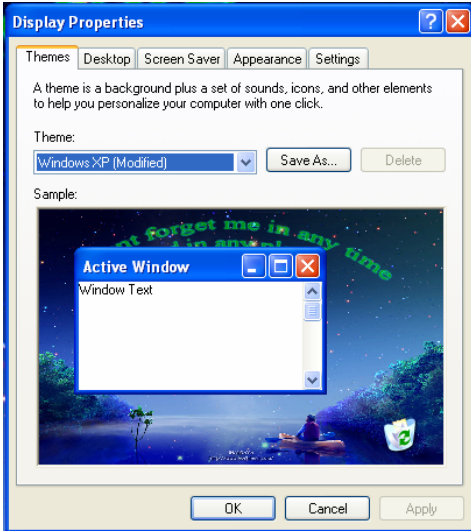 Display Properties
Themes Desktop Screen Saver Appearance Settings
A theme is a background plus a set of sounds, icons, and other elements
to help you personalize your computer with one click.
Theme:
Windows XP (Modified) Save As... Delete
Sample:
forget me in any time
in any
Active Window
Window Text
OK Cancel Apply